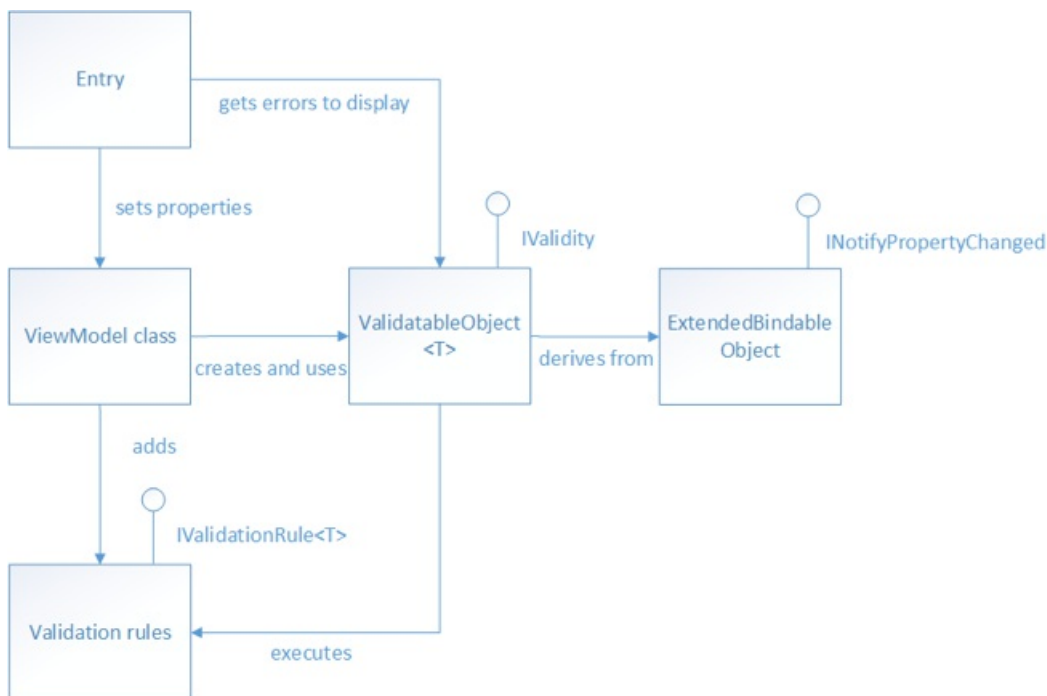 Entry
gets errors to display
sets properties
IValidity
INotifyPropertyChanged
ViewModel class
creates and uses
ValidatableObject
<T>
derives from
ExtendedBindable
Object
adds
IValidationRule<T>
Validation rules
executes